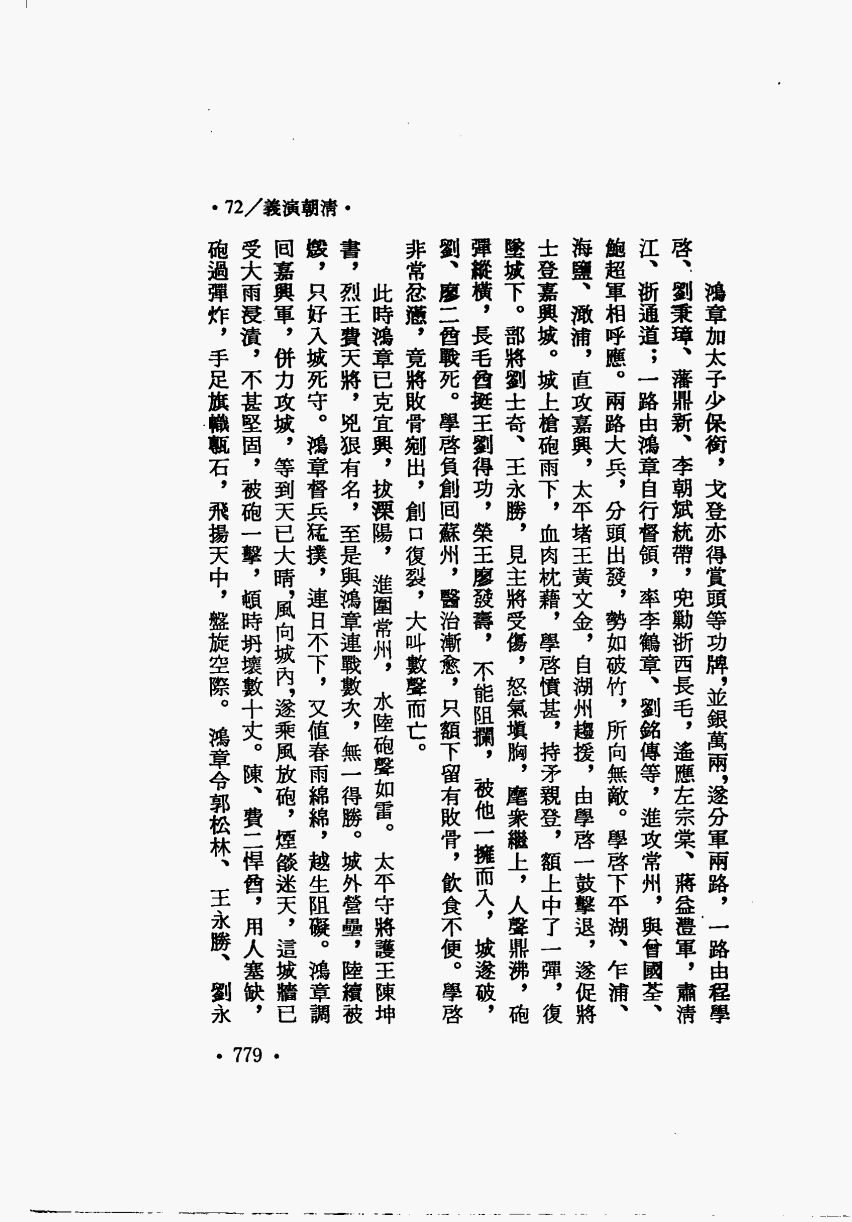 •72／義演朝清•
鴻章加太子少保銜，戈登亦得賞頭等功牌，並銀萬兩，遂分軍兩路，一路由程學
啓、劉秉璋、藩鼎新、李朝斌統帶，兜勦浙西長毛，遙應左宗棠、蔣益澧軍，肅清
江、浙通道；一路由鴻章自行督領，率李鶴章、劉銘傳等，進攻常州，與曾國荃、
鮑超軍相呼應。兩路大兵，分頭出發，勢如破竹，所向無敵。學啓下平湖、乍浦、
海鹽、澉浦，直攻嘉興，太平堵王黃文金，自湖州趨援，由學啓一鼓擊退，遂促將
士登嘉興城。城上槍砲雨下，血肉枕藉，學啓憤甚，持矛親登，額上中了一彈，復
墜城下。部將劉士奇、王永勝，見主將受傷，怒氣塡胸，麾衆繼上，人聲鼎沸，砲
彈縱橫，長毛酋挺王劉得功，榮王廖發壽，不能阻攔，被他一擁而入，城遂破，
劉、廖二酋戰死。學啓負創回蘇州，醫治漸愈，只額下留有敗骨，飲食不便。學啓
非常忿懣，竟將敗骨剜出，創口復裂，大叫數聲而亡。
此時鴻章已克宜興，拔溧陽，進圍常州，水陸砲聲如雷。太平守將護王陳坤
書，烈王費天將，兇狠有名，至是與鴻章連戰數次，無一得勝。城外營壘，陸續被
燬，只好入城死守。鴻章督兵猛撲，連日不下，又值春雨綿綿，越生阻礙。鴻章調
回嘉興軍，併力攻城，等到天已大晴，風向城內，遂乘風放砲，煙燄迷天，這城牆已
受大雨浸漬，不甚堅固，被砲一擊，頓時坍壞數十丈。陳、費二悍酋，用人塞缺，
砲過彈炸，手足旗幟甎石，飛揚天中，盤旋空際。鴻章令郭松林、王永勝、劉永
•779•